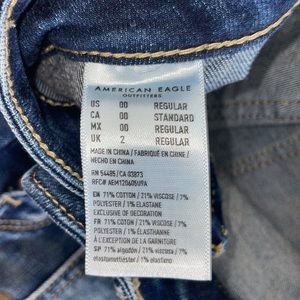 AMERICAN EAGLE
OUTFITTERS
US 00 REGULAR
CA 00 STANDARD
MX 00 REGULAR
UK 2 REGULAR
MADE IN CHINA / FABRIQUÉ EN CHINE /
HECHO EN CHINA
RN 54485/CA 03873
RFC# AEM120605U9A
EN: 71% COTTON / 21% VISCOSE / 7%
POLYESTER / 1% ELASTANE
EXCLUSIVE OF DECORATION
FR: 71% COTON / 21% VISCOSE / 7%
POLYESTER / 1% ÉLASTHANNE
À L'EXCEPTION DE LA GARNITURE
SP: 71% algodón / 21% viscosa / 7%
/ 1% elastano